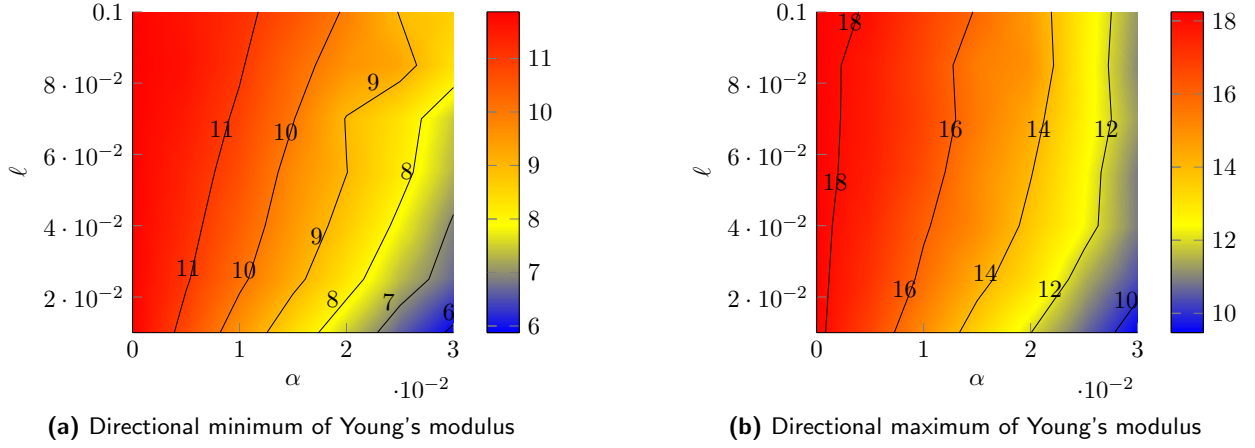 0.1
8 · 10⁻²
6 · 10⁻²
4 · 10⁻²
2 · 10⁻²
ℓ
0 1 2 3
α
·10⁻²
11
10
9
8
11
10
9
8
7
6
11
10
9
8
7
6
(a) Directional minimum of Young's modulus
0.1
8 · 10⁻²
6 · 10⁻²
4 · 10⁻²
2 · 10⁻²
ℓ
0 1 2 3
α
·10⁻²
18
16
14
12
18
16
14
12
10
18
16
14
12
10
(b) Directional maximum of Young's modulus